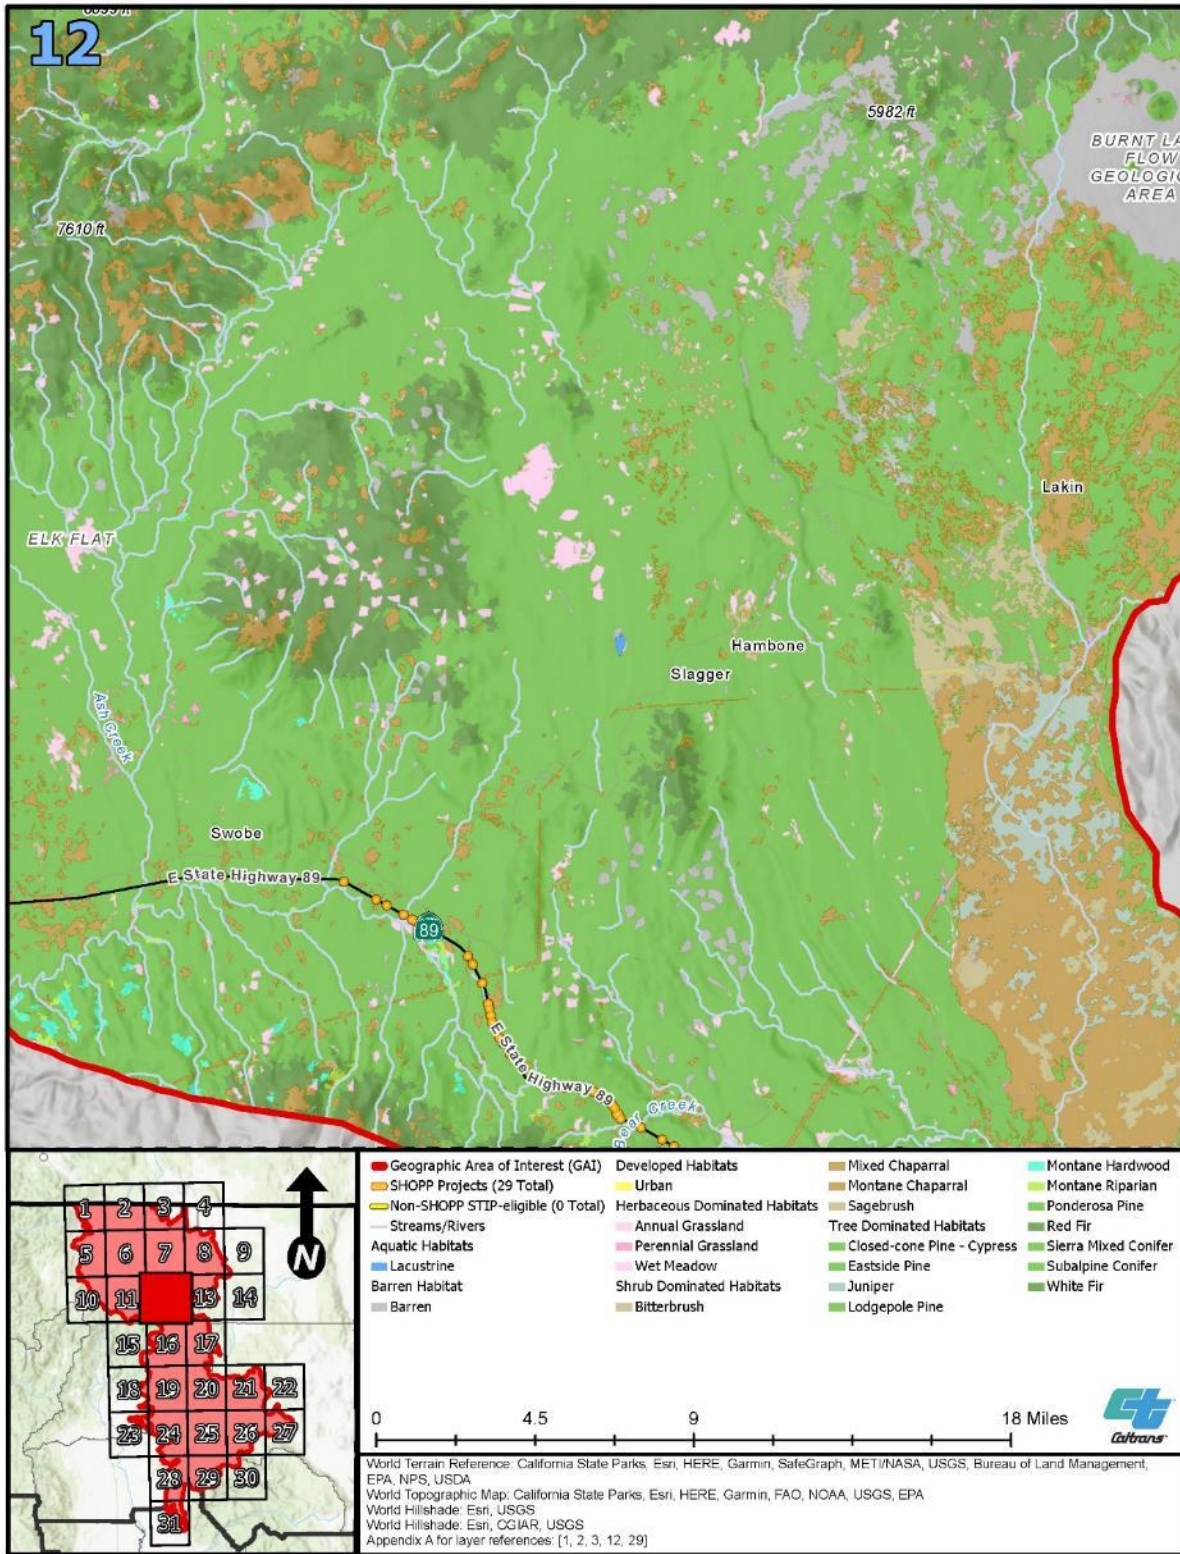 12
6095 ft
5982 ft
BURNT LA
FLOW
GEOLOGIC
AREA
7610 ft
Lakin
ELK FLAT
Hambone
Slagger
Ash Creek
Swobe
E State Highway 89
89
E State Highway 89
Bear Creek
1 2 3 4
5 6 7 8 9
10 11 13 14
15 16 17
18 19 20 21 22
23 24 25 26 27
28 29 30
31
N
Geographic Area of Interest (GAI)
SHOPP Projects (29 Total)
Non-SHOPP STIP-eligible (0 Total)
Streams/Rivers
Aquatic Habitats
Lacustrine
Barren Habitat
Barren
Developed Habitats
Urban
Herbaceous Dominated Habitats
Annual Grassland
Perennial Grassland
Wet Meadow
Shrub Dominated Habitats
Bitterbrush
Mixed Chaparral
Montane Chaparral
Sagebrush
Tree Dominated Habitats
Closed-cone Pine - Cypress
Eastside Pine
Juniper
Lodgepole Pine
Montane Hardwood
Montane Riparian
Ponderosa Pine
Red Fir
Sierra Mixed Conifer
Subalpine Conifer
White Fir
0 4.5 9 18 Miles
Caltrans
World Terrain Reference: California State Parks, Esri, HERE, Garmin, SafeGraph, METI/NASA, USGS, Bureau of Land Management,
EPA, NPS, USDA
World Topographic Map: California State Parks, Esri, HERE, Garmin, FAO, NOAA, USGS, EPA
World Hillshade: Esri, USGS
World Hillshade: Esri, CGIAR, USGS
Appendix A for layer references: [1, 2, 3, 12, 29]